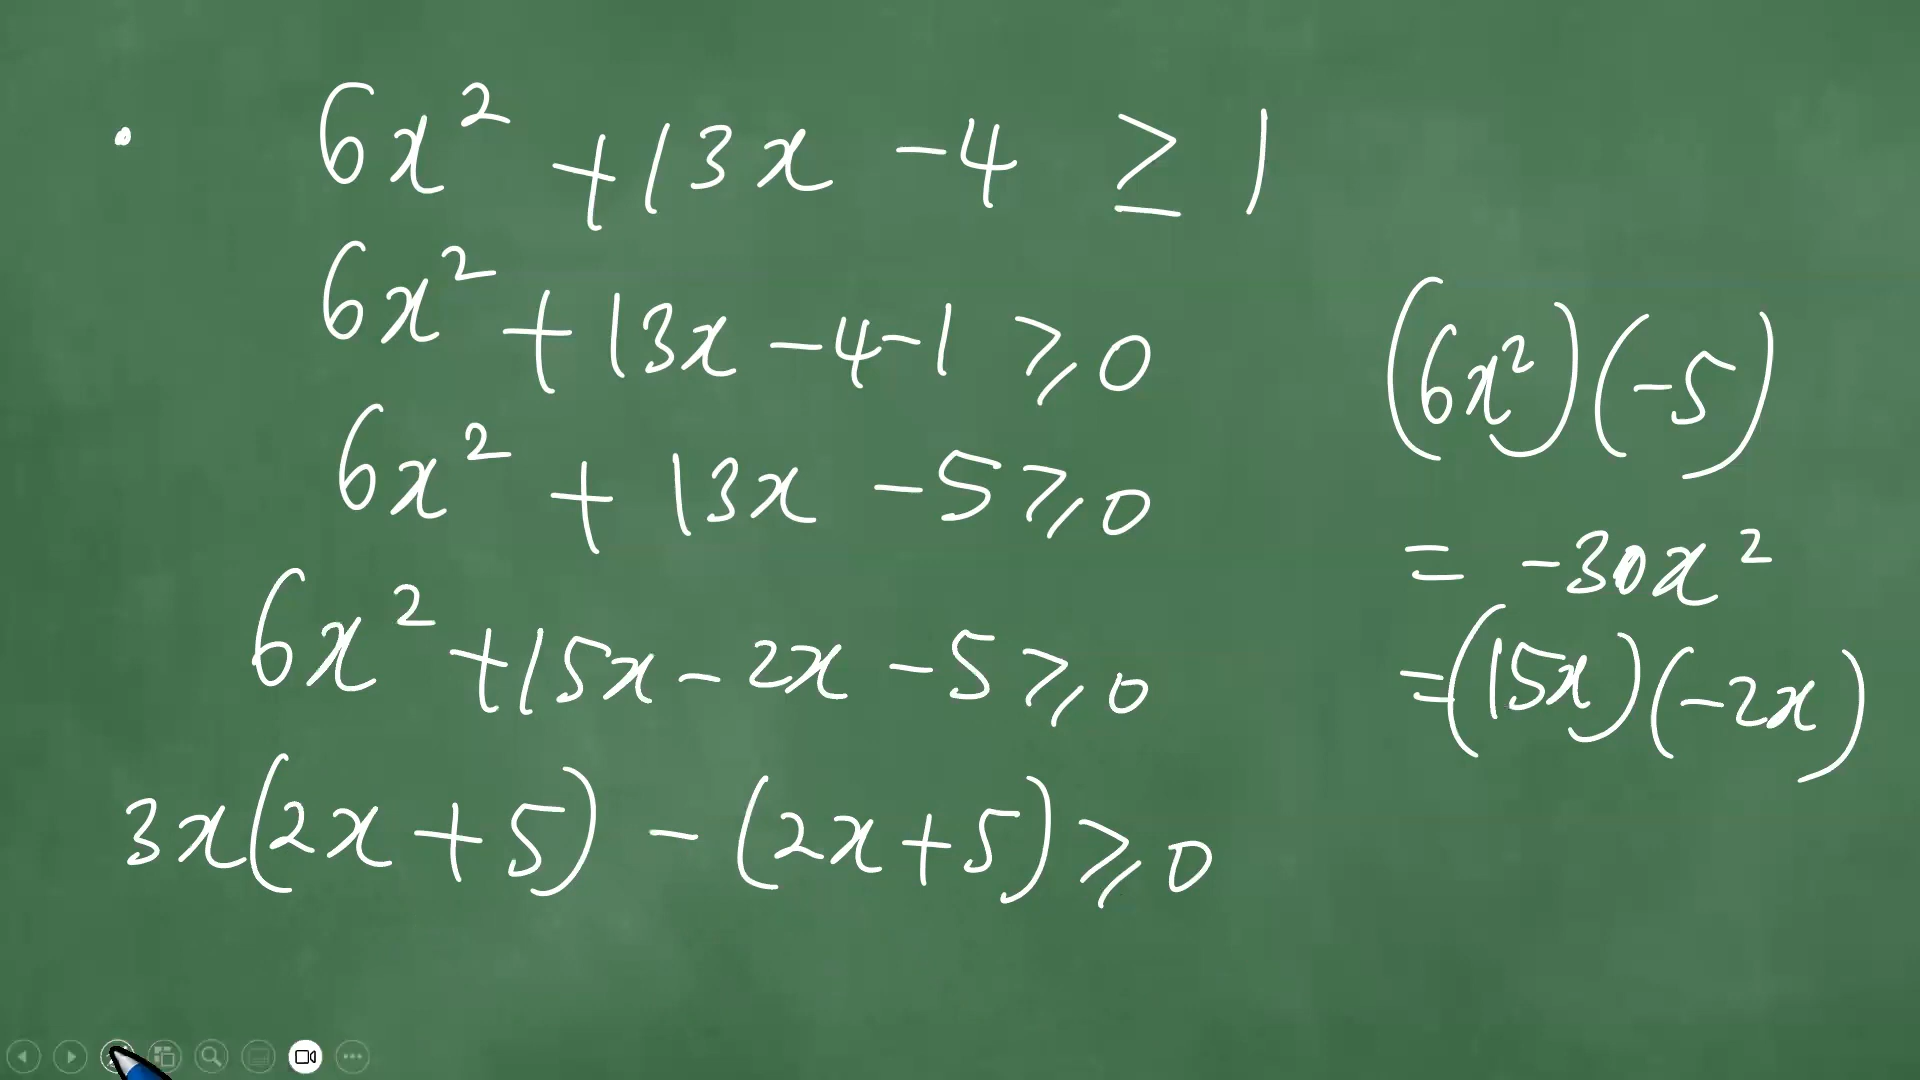 6x² + 13x - 4 ≥ 1
6x² + 13x - 4 - 1 ⩾ 0
6x² + 13x - 5 ⩾ 0
6x² + 15x - 2x - 5 ⩾ 0
3x(2x + 5) - (2x + 5) ⩾ 0
(6x²)(-5)
= -30x²
= (15x)(-2x)